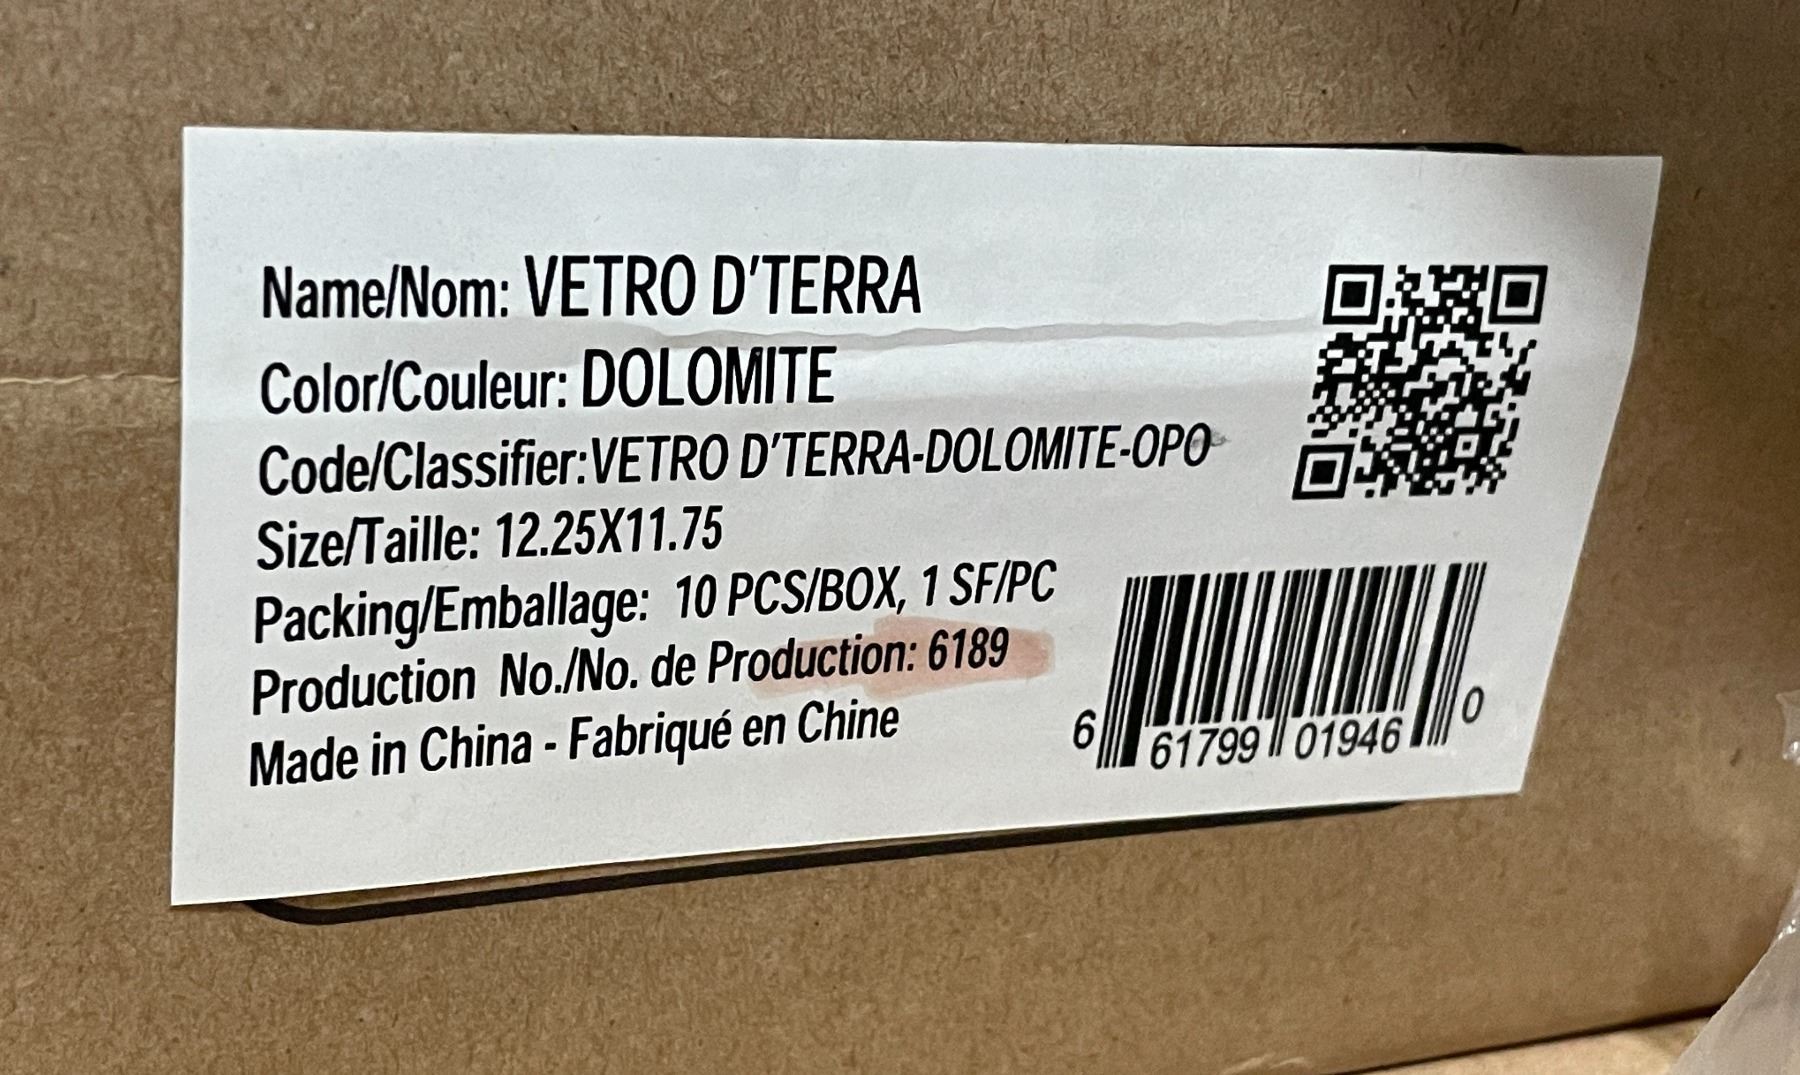 Name/Nom: VETRO D'TERRA
Color/Couleur: DOLOMITE
Code/Classifier:VETRO D'TERRA-DOLOMITE-OPO
Size/Taille: 12.25X11.75
Packing/Emballage: 10 PCS/BOX, 1 SF/PC
Production No./No. de Production: 6189
Made in China - Fabriqué en Chine
6 61799 01946 0